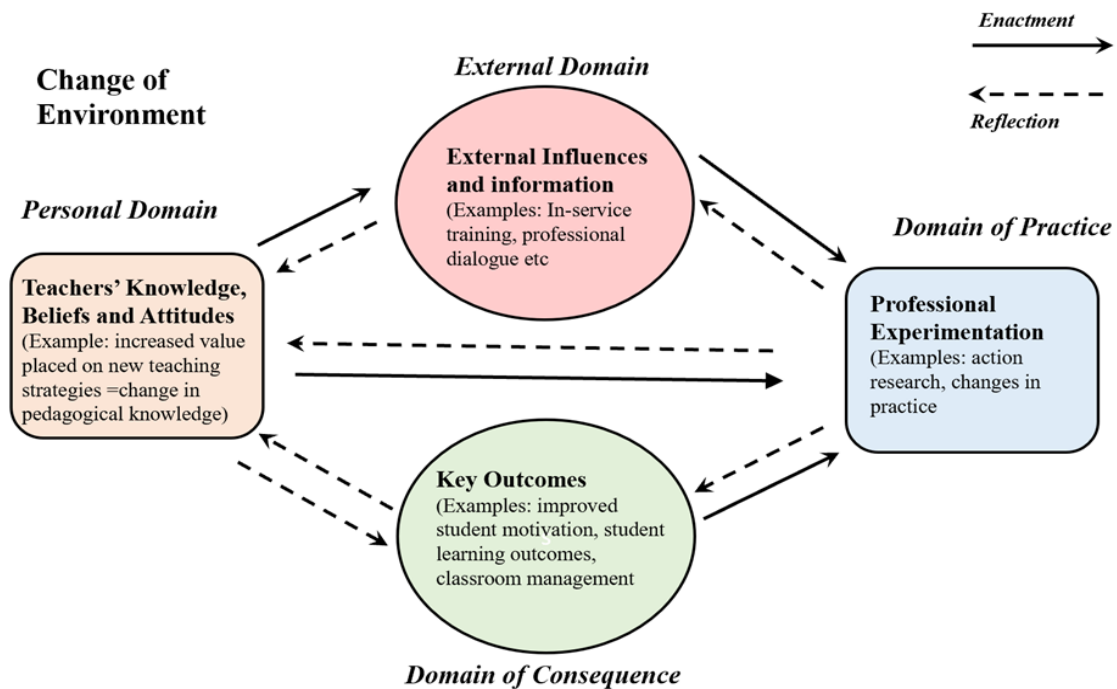 Enactment
Reflection
Change of
Environment
External Domain
External Influences
and information
(Examples: In-service
training, professional
dialogue etc
Personal Domain
Teachers' Knowledge,
Beliefs and Attitudes
(Example: increased value
placed on new teaching
strategies =change in
pedagogical knowledge)
Domain of Practice
Professional
Experimentation
(Examples: action
research, changes in
practice
Key Outcomes
(Examples: improved
student motivation, student
learning outcomes,
classroom management
Domain of Consequence